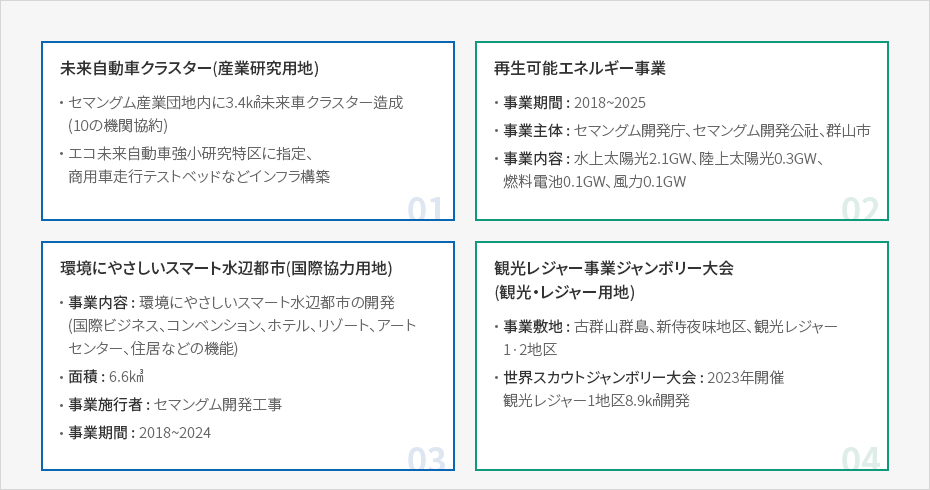 未来自動車クラスター(産業研究用地)
・セマングム産業団地内に3.4㎢未来車クラスター造成
(10の機関協約)
・エコ未来自動車強小研究特区に指定、
商用車走行テストベッドなどインフラ構築
01
再生可能エネルギー事業
・事業期間 : 2018~2025
・事業主体 : セマングム開発庁、セマングム開発公社、群山市
・事業内容 : 水上太陽光2.1GW、陸上太陽光0.3GW、
燃料電池0.1GW、風力0.1GW
02
環境にやさしいスマート水辺都市(国際協力用地)
・事業内容 : 環境にやさしいスマート水辺都市の開発
(国際ビジネス、コンベンション、ホテル、リゾート、アート
センター、住居などの機能)
・面積 : 6.6㎢
・事業施行者 : セマングム開発工事
・事業期間 : 2018~2024
03
観光レジャー事業ジャンボリー大会
(観光・レジャー用地)
・事業敷地 : 古群山群島、新侍夜味地区、観光レジャー
1·2地区
・世界スカウトジャンボリー大会 : 2023年開催
観光レジャー1地区8.9㎢開発
04